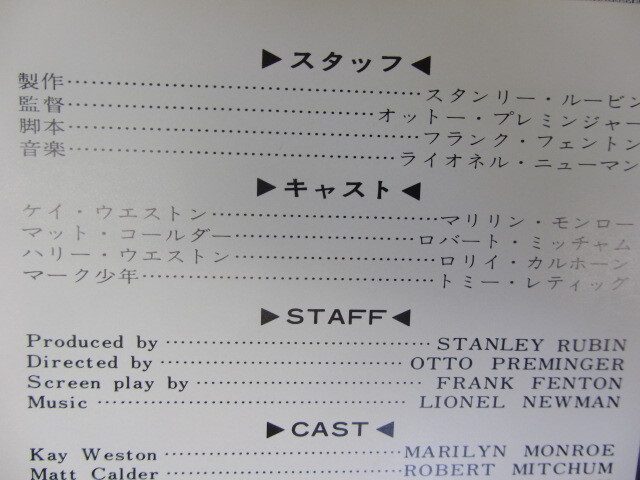 ▶スタッフ◀
製作……………………………………スタンリー・ルービン
監督………………………………オットー・プレミンジャー
脚本……………………………………フランク・フェントン
音楽…………………………………ライオネル・ニューマン
▶キャスト◀
ケイ・ウエストン………………………マリリン・モンロー
マット・コールダー…………………ロバート・ミッチャム
ハリー・ウエストン……………………ロリイ・カルホーン
マーク少年………………………………トミー・レティッグ
▶STAFF◀
Produced by……………………………………STANLEY RUBIN
Directed by…………………………………OTTO PREMINGER
Screen play by………………………………FRANK FENTON
Music…………………………………………LIONEL NEWMAN
▶CAST◀
Kay Weston…………………………………MARILYN MONROE
Matt Calder…………………………………ROBERT MITCHUM